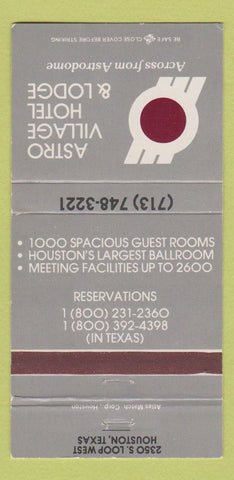 BE SAFE CLOSE COVER BEFORE STRIKING
Across from Astrodome
ASTRO
VILLAGE
HOTEL
& LODGE
(713) 748-3221
• 1000 SPACIOUS GUEST ROOMS
• HOUSTON'S LARGEST BALLROOM
• MEETING FACILITIES UP TO 2600
RESERVATIONS
1 (800) 231-2360
1 (800) 392-4398
(IN TEXAS)
Atlas Match Corp., Houston
2350 S. LOOP WEST
HOUSTON, TEXAS